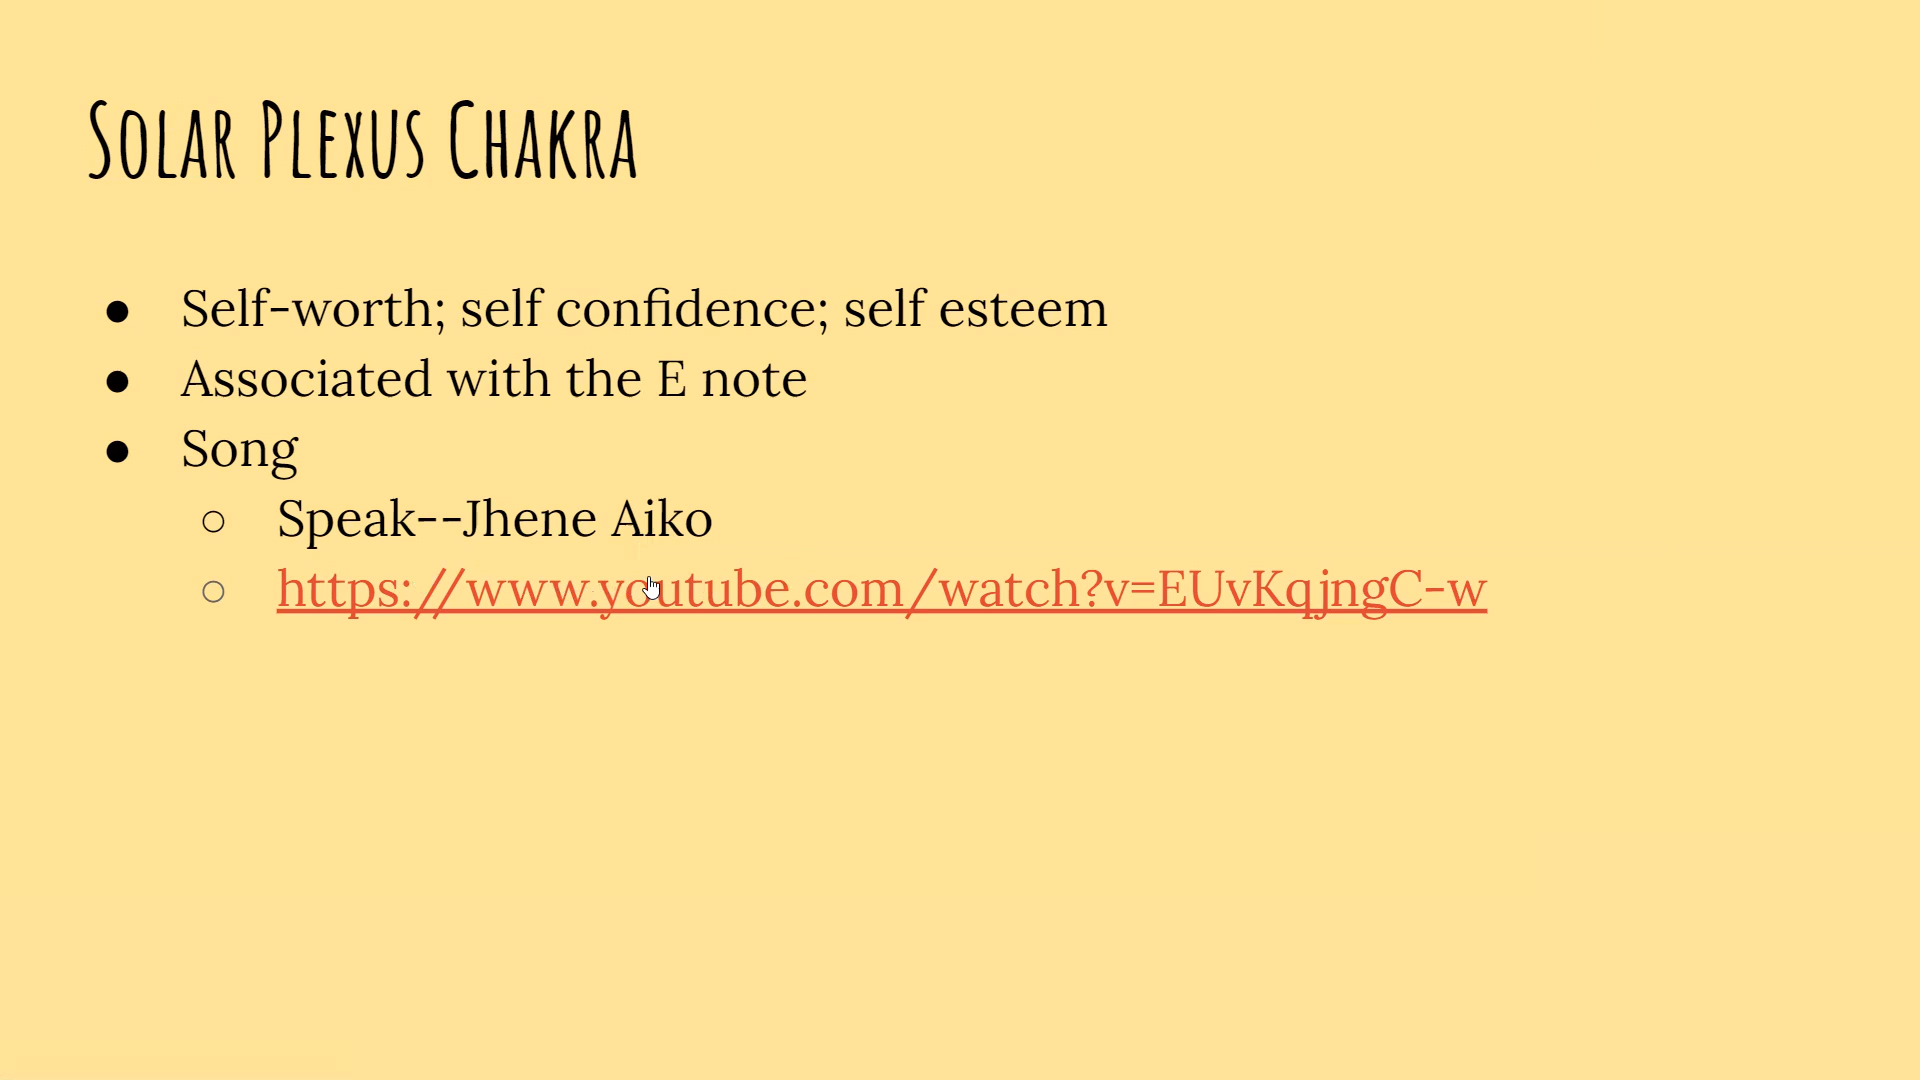 Solar Plexus Chakra
● Self-worth; self confidence; self esteem
● Associated with the E note
● Song
○ Speak--Jhene Aiko
○ https://www.youtube.com/watch?v=EUvKqjngC-w